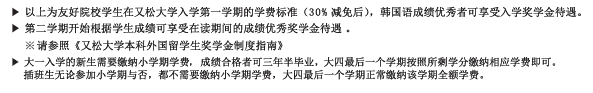 ➤ 以上为友好院校学生在又松大学入学第一学期的学费标准（30% 减免后），韩国语成绩优秀者可享受入学奖学金待遇。
➤ 第二学期开始根据学生成绩可享受在读期间的成绩优秀奖学金待遇 。
※ 请参照《又松大学本科外国留学生奖学金制度指南》
➤ 大一入学的新生需要缴纳小学期学费，成绩合格者可三年半毕业，大四最后一个学期按照所剩学分缴纳相应学费即可。
插班生无论参加小学期与否，都不需要缴纳小学期学费，大四最后一个学期正常缴纳该学期全额学费。